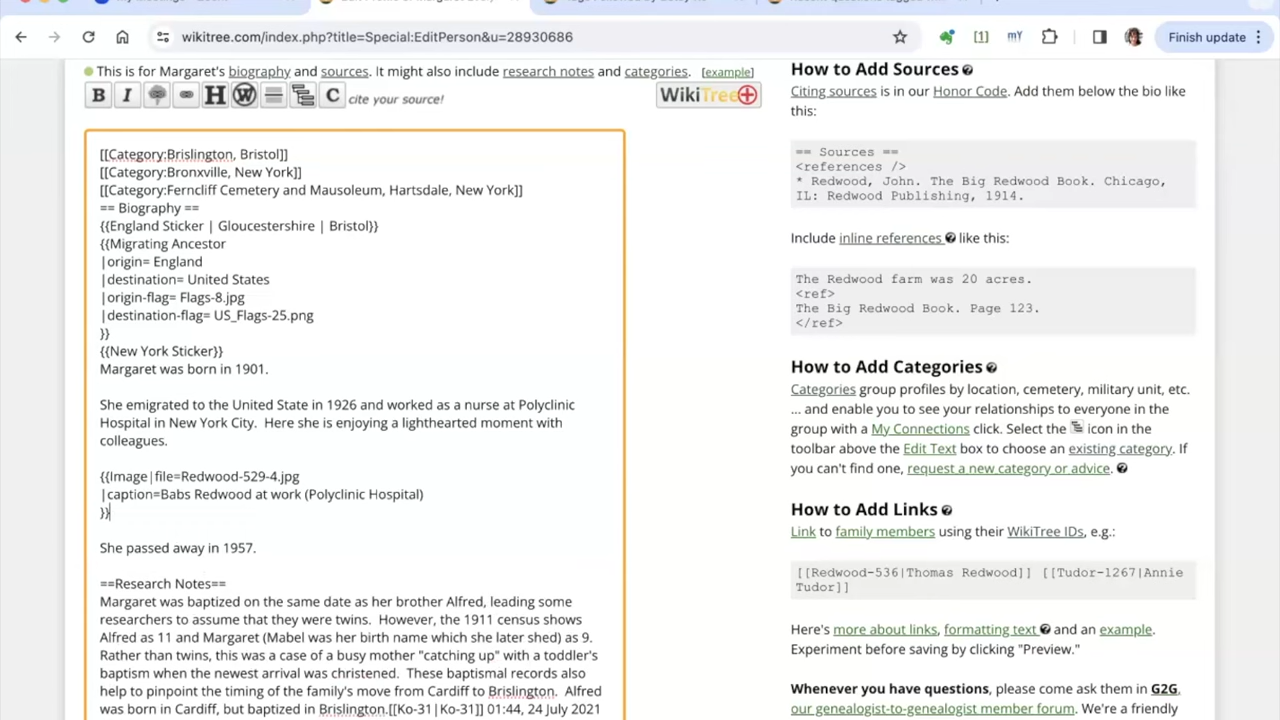 wikitree.com/index.php?title=Special:EditPerson&u=28930686
Finish update
This is for Margaret's biography and sources. It might also include research notes and categories. [example]
B I H W C cite your source!
WikiTree+
[[Category:Brislington, Bristol]]
[[Category:Bronxville, New York]]
[[Category:Ferncliff Cemetery and Mausoleum, Hartsdale, New York]]
== Biography ==
{{England Sticker | Gloucestershire | Bristol}}
{{Migrating Ancestor
|origin= England
|destination= United States
|origin-flag= Flags-8.jpg
|destination-flag= US_Flags-25.png
}}
{{New York Sticker}}
Margaret was born in 1901.
She emigrated to the United State in 1926 and worked as a nurse at Polyclinic
Hospital in New York City.  Here she is enjoying a lighthearted moment with
colleagues.
{{Image|file=Redwood-529-4.jpg
|caption=Babs Redwood at work (Polyclinic Hospital)
}}
She passed away in 1957.
==Research Notes==
Margaret was baptized on the same date as her brother Alfred, leading some
researchers to assume that they were twins.  However, the 1911 census shows
Alfred as 11 and Margaret (Mabel was her birth name which she later shed) as 9.
Rather than twins, this was a case of a busy mother "catching up" with a toddler's
baptism when the newest arrival was christened.  These baptismal records also
help to pinpoint the timing of the family's move from Cardiff to Brislington.  Alfred
was born in Cardiff, but baptized in Brislington.[[Ko-31|Ko-31]] 01:44, 24 July 2021
How to Add Sources
Citing sources is in our Honor Code. Add them below the bio like
this:
== Sources ==
<references />
* Redwood, John. The Big Redwood Book. Chicago,
IL: Redwood Publishing, 1914.
Include inline references like this:
The Redwood farm was 20 acres.
<ref>
The Big Redwood Book. Page 123.
</ref>
How to Add Categories
Categories group profiles by location, cemetery, military unit, etc.
... and enable you to see your relationships to everyone in the
group with a My Connections click. Select the icon in the
toolbar above the Edit Text box to choose an existing category. If
you can't find one, request a new category or advice.
How to Add Links
Link to family members using their WikiTree IDs, e.g.:
[[Redwood-536|Thomas Redwood]] [[Tudor-1267|Annie
Tudor]]
Here's more about links, formatting text and an example.
Experiment before saving by clicking "Preview."
Whenever you have questions, please come ask them in G2G,
our genealogist-to-genealogist member forum. We're a friendly